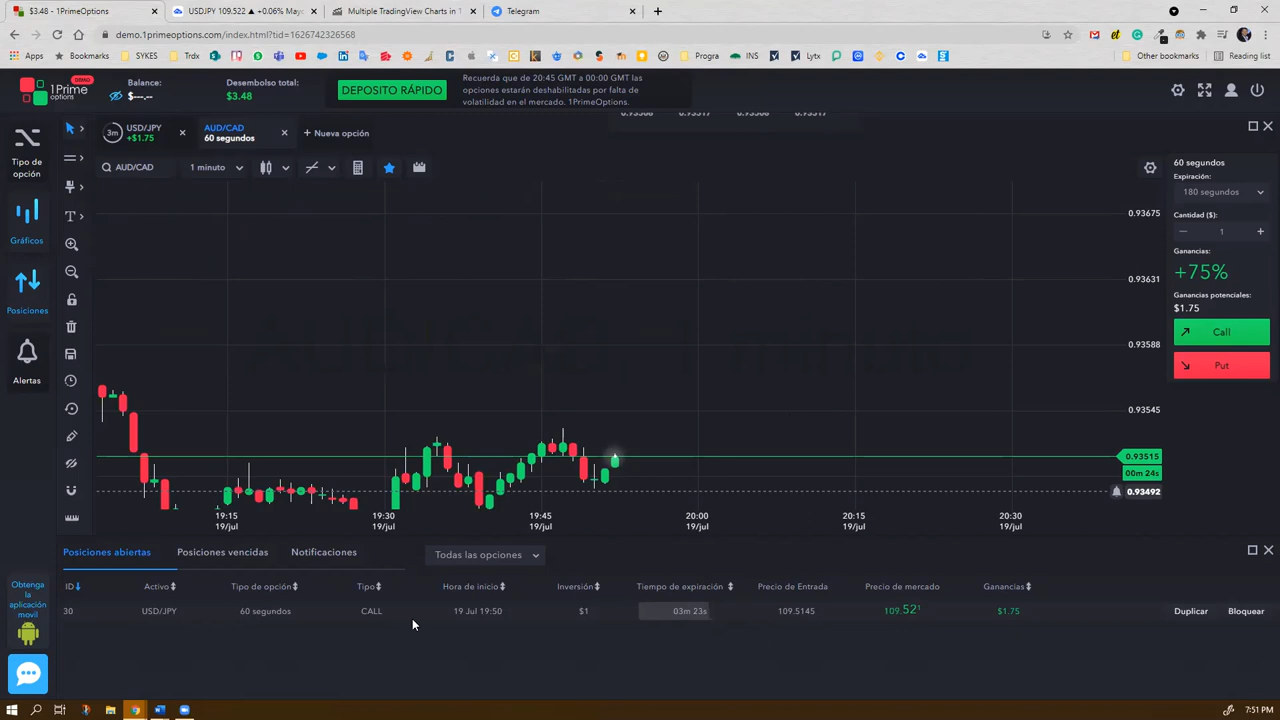 $3.48 - 1PrimeOptions
USDJPY 109.522 ▲ +0.06% Mayo
Multiple TradingView Charts in 1
Telegram
demo.1primeoptions.com/index.html?tid=1626742326568
Apps
Bookmarks
SYKES
Trdx
Progra
INS
Lytx
Other bookmarks
Reading list
1Prime options
DEMO
Balance:
$---.--
Desembolso total:
$3.48
DEPOSITO RÁPIDO
Recuerda que de 20:45 GMT a 00:00 GMT las
opciones estarán deshabilitadas por falta de
volatilidad en el mercado. 1PrimeOptions.
3m
USD/JPY
+$1.75
AUD/CAD
60 segundos
+ Nueva opción
Tipo de
opción
Gráficos
Posiciones
Alertas
Obtenga
la
aplicación
movil
AUD/CAD
1 minuto
0.93675
0.93631
0.93588
0.93545
0.93515
00m 24s
0.93492
AUD/CAD, 1 minuto
19:15
19/jul
19:30
19/jul
19:45
19/jul
20:00
19/jul
20:15
19/jul
20:30
19/jul
60 segundos
Expiración:
180 segundos
Cantidad ($):
1
Ganancias:
+75%
Ganancias potenciales:
$1.75
Call
Put
Posiciones abiertas
Posiciones vencidas
Notificaciones
Todas las opciones
ID
Activo
Tipo de opción
Tipo
Hora de inicio
Inversión
Tiempo de expiración
Precio de Entrada
Precio de mercado
Ganancias
30
USD/JPY
60 segundos
CALL
19 Jul 19:50
$1
03m 23s
109.5145
109.521
$1.75
Duplicar
Bloquear
7:51 PM